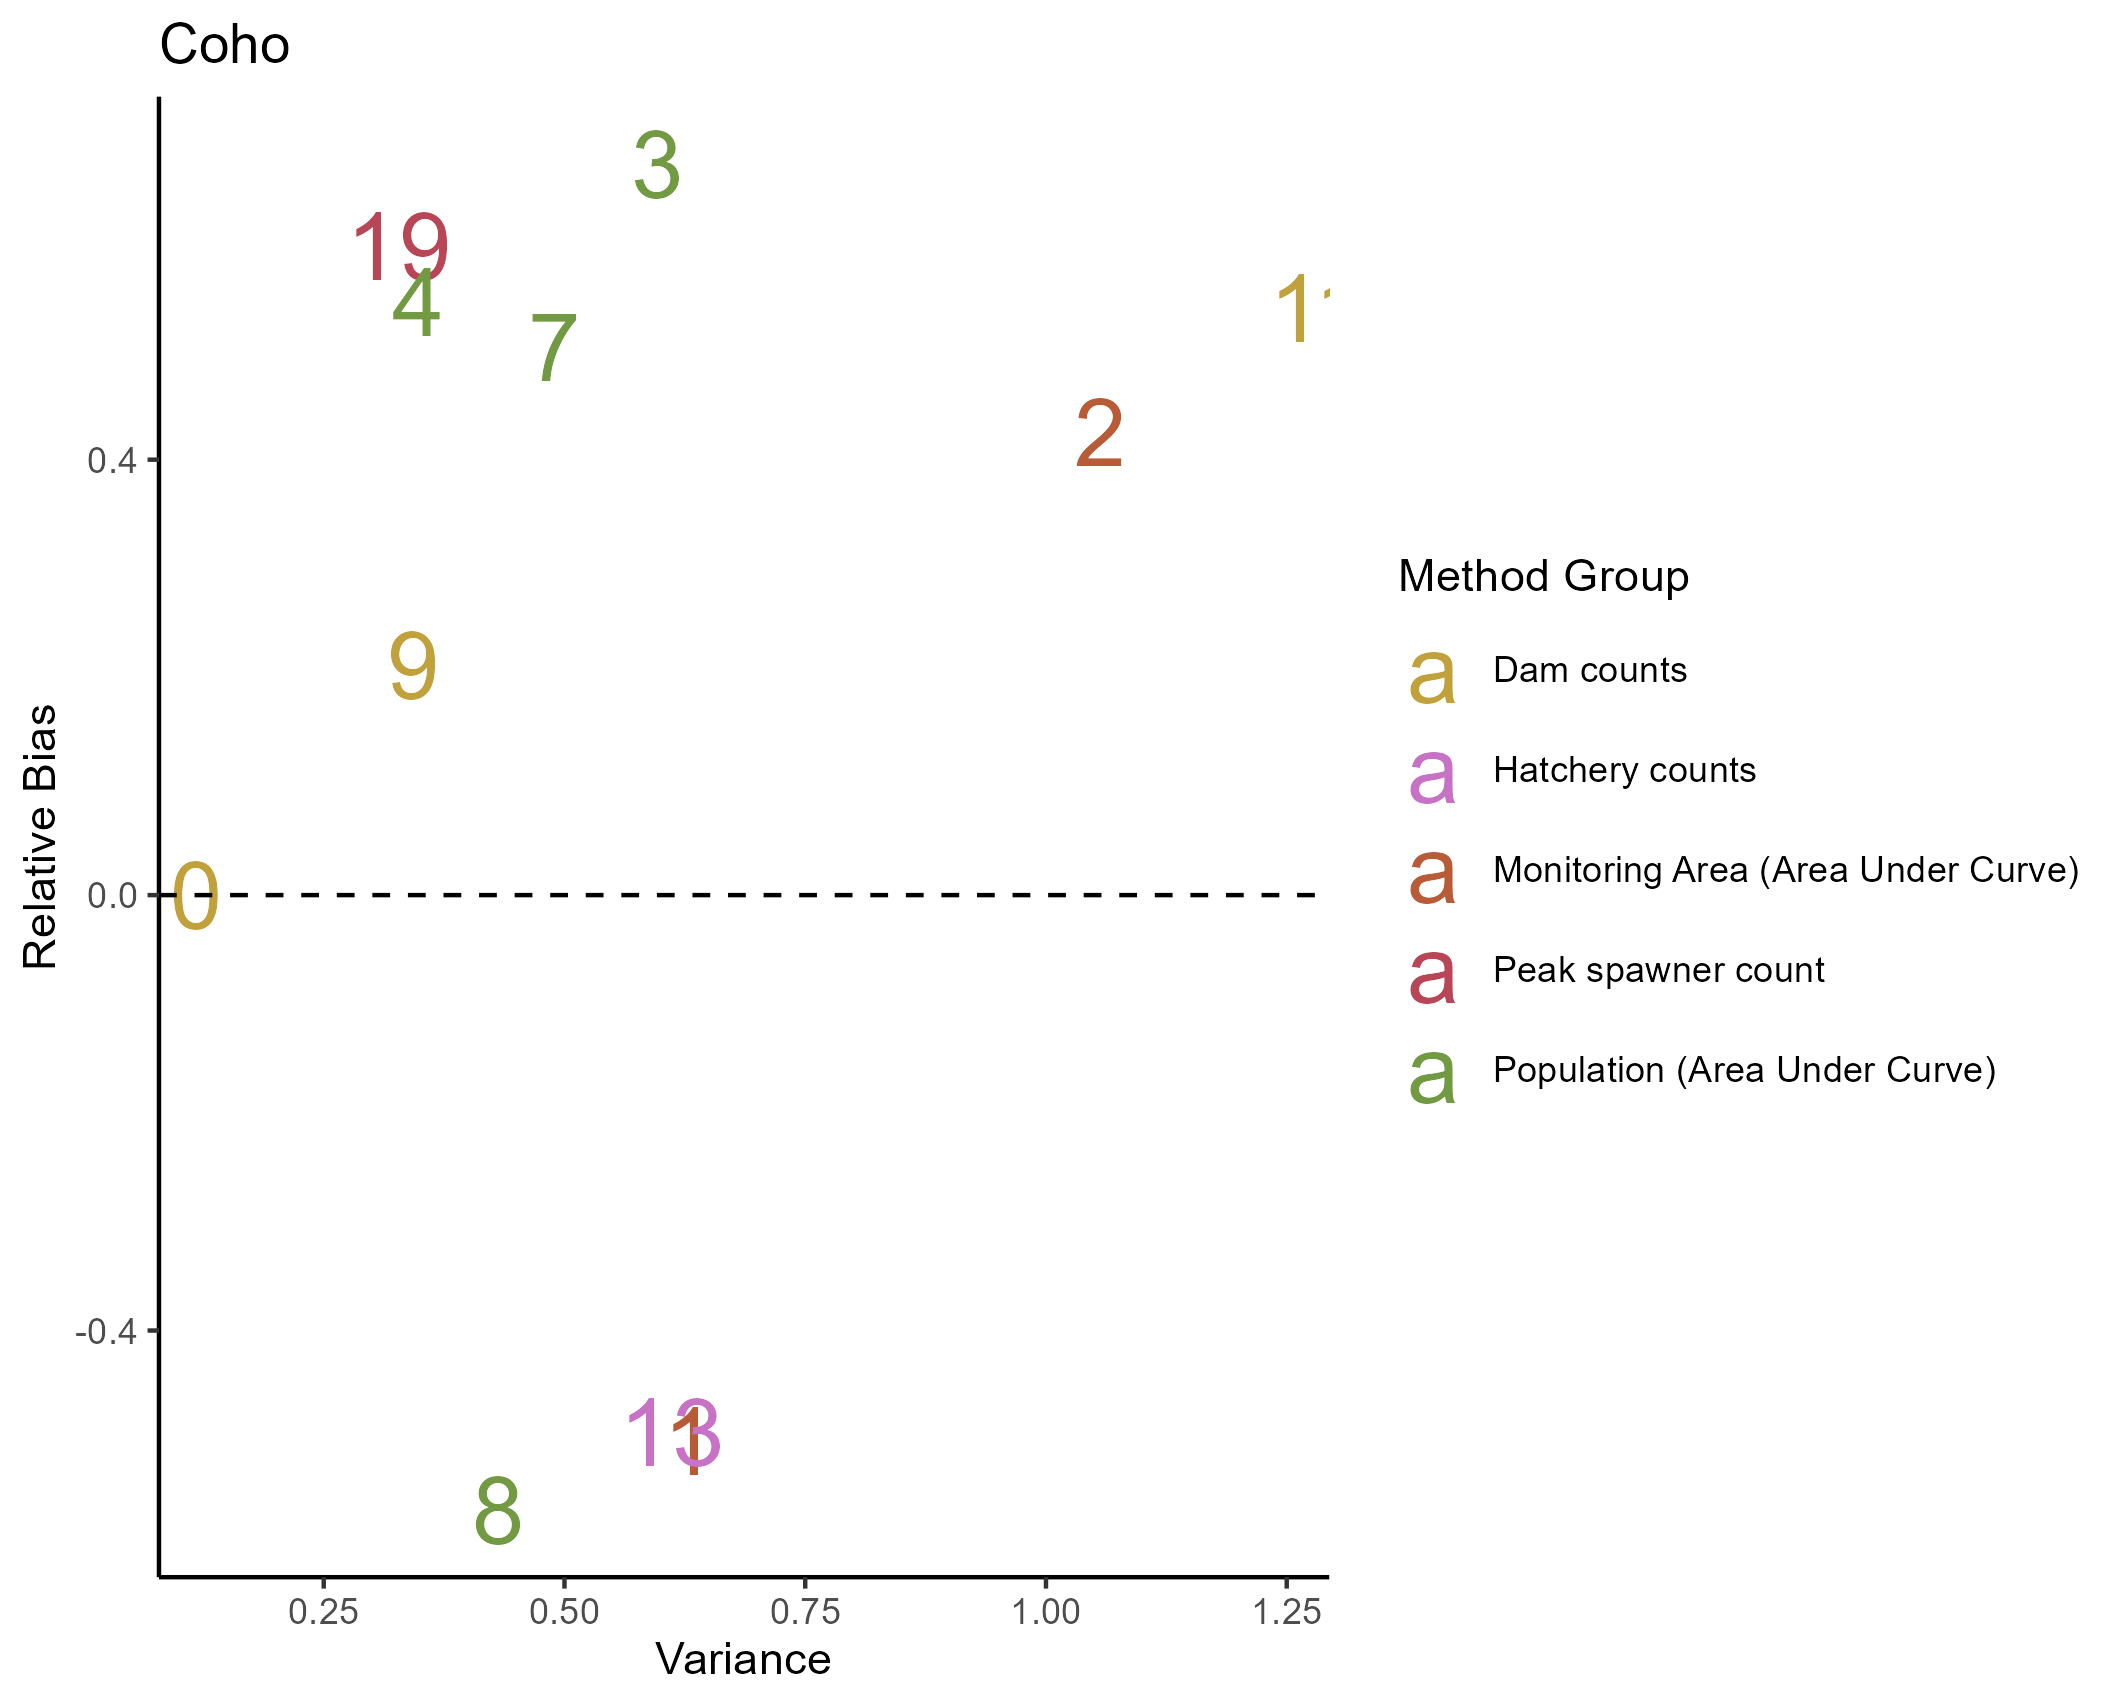 Coho
3
19
4
7
1
2
0.4
9
0.0
0
-0.4
13
1
8
0.25
0.50
0.75
1.00
1.25
Variance
Relative Bias
Method Group
a Dam counts
a Hatchery counts
a Monitoring Area (Area Under Curve)
a Peak spawner count
a Population (Area Under Curve)